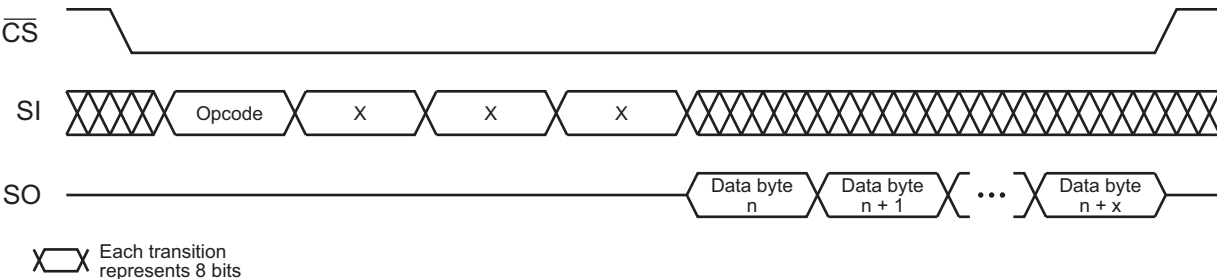 CS
SI
Opcode
X
X
X
SO
Data byte
n
Data byte
n + 1
•••
Data byte
n + x
Each transition
represents 8 bits